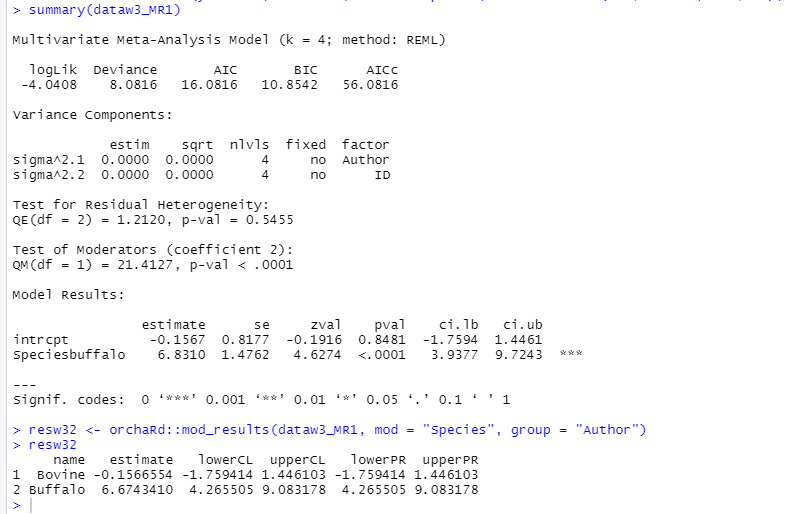 > summary(dataw3_MR1)
Multivariate Meta-Analysis Model (k = 4; method: REML)
logLik Deviance AIC BIC AICc
-4.0408 8.0816 16.0816 10.8542 56.0816
Variance Components:
estim sqrt nlvls fixed factor
sigma^2.1 0.0000 0.0000 4 no Author
sigma^2.2 0.0000 0.0000 4 no ID
Test for Residual Heterogeneity:
QE(df = 2) = 1.2120, p-val = 0.5455
Test of Moderators (coefficient 2):
QM(df = 1) = 21.4127, p-val < .0001
Model Results:
estimate se zval pval ci.lb ci.ub
intrcpt -0.1567 0.8177 -0.1916 0.8481 -1.7594 1.4461
Speciesbuffalo 6.8310 1.4762 4.6274 <.0001 3.9377 9.7243 ***
---
Signif. codes: 0 ‘***’ 0.001 ‘**’ 0.01 ‘*’ 0.05 ‘.’ 0.1 ‘ ’ 1
> resw32 <- orchaRd::mod_results(dataw3_MR1, mod = "Species", group = "Author")
> resw32
name estimate lowerCL upperCL lowerPR upperPR
1 Bovine -0.1566554 -1.759414 1.446103 -1.759414 1.446103
2 Buffalo 6.6743410 4.265505 9.083178 4.265505 9.083178
>